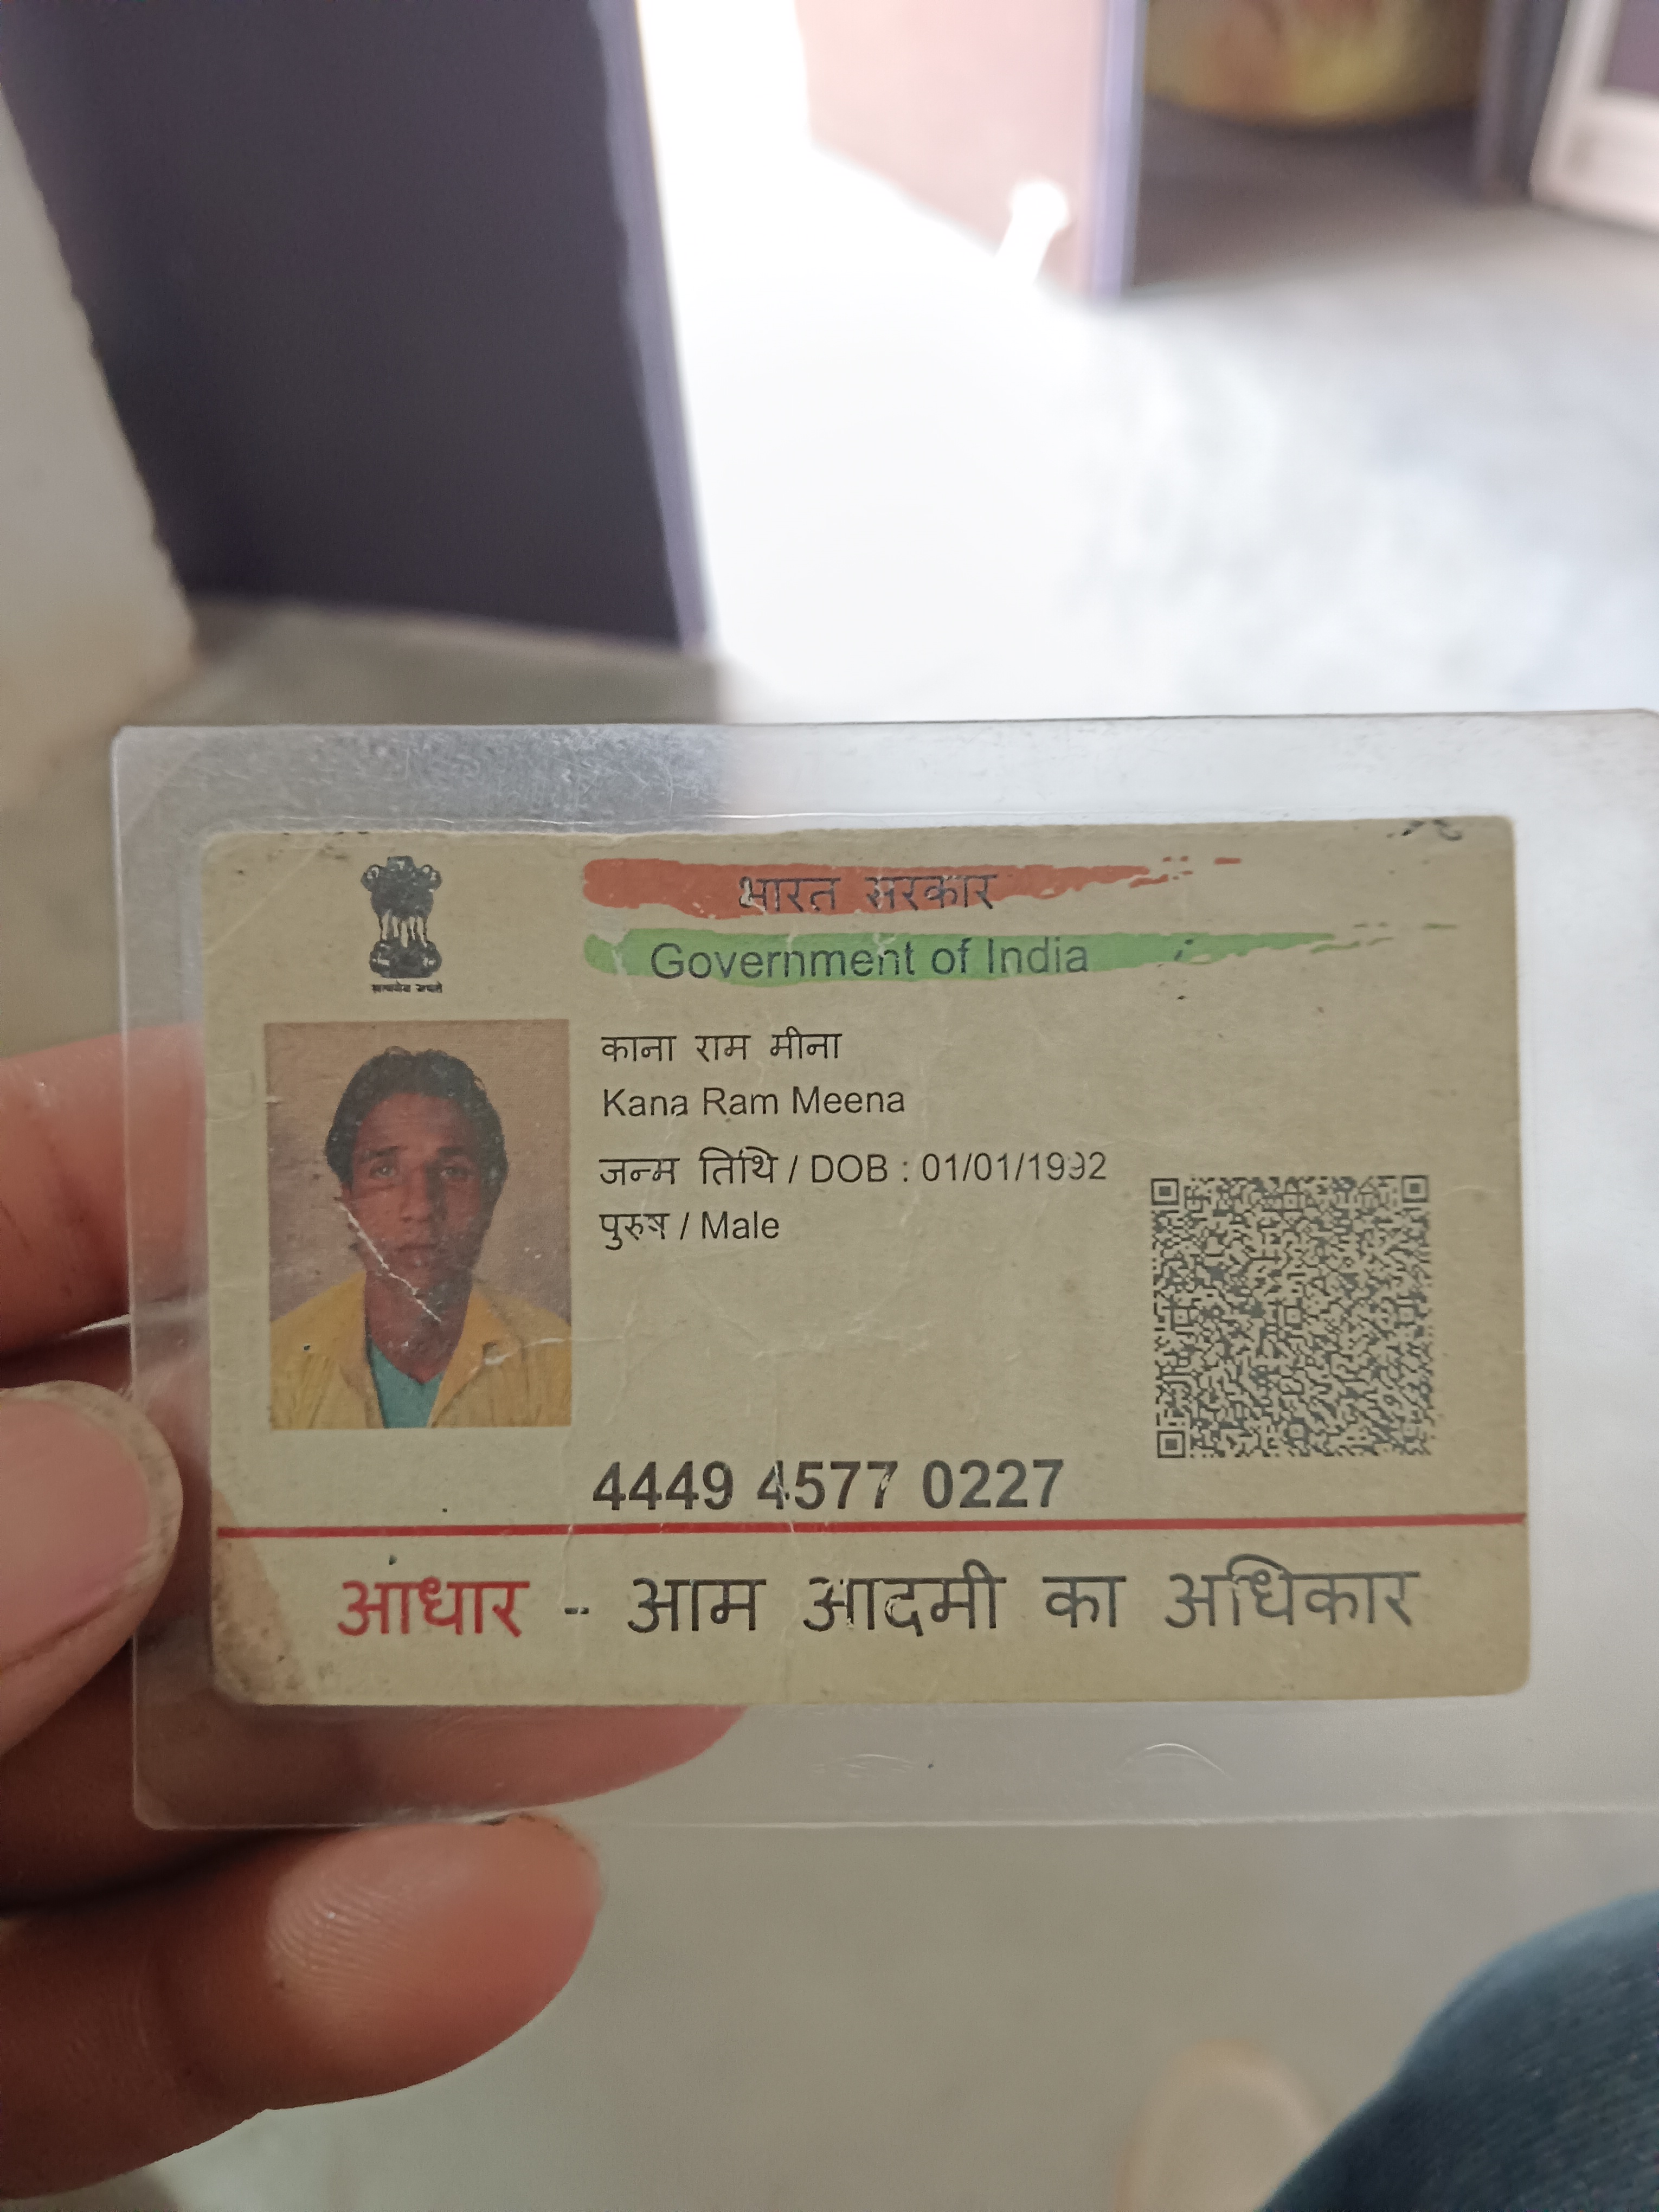 भारत सरकार
Government of India
सत्यमेव जयते
काना राम मीना
Kana Ram Meena
जन्म तिथि / DOB : 01/01/1992
पुरुष / Male
4449 4577 0227
आधार - आम आदमी का अधिकार